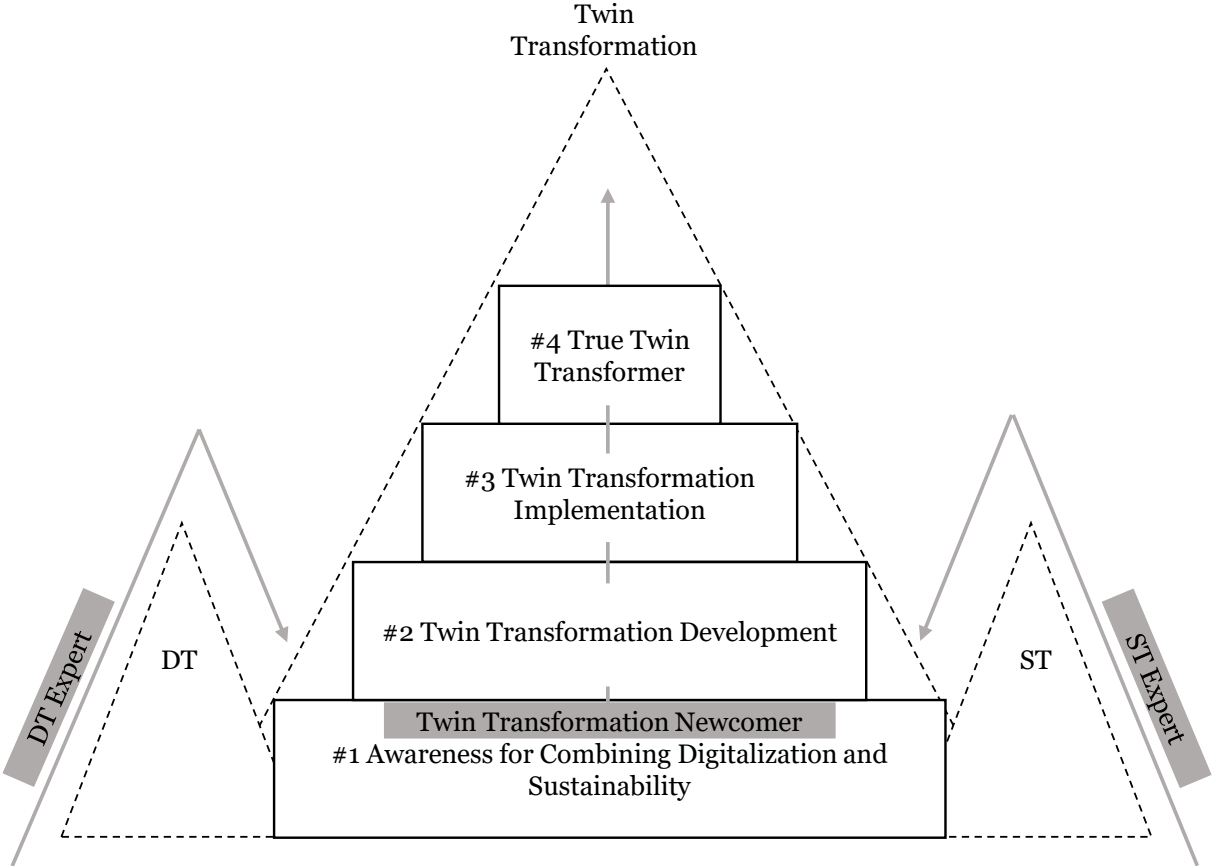 Twin
Transformation
#4 True Twin
Transformer
#3 Twin Transformation
Implementation
#2 Twin Transformation Development
DT
ST
DT Expert
ST Expert
Twin Transformation Newcomer
#1 Awareness for Combining Digitalization and
Sustainability